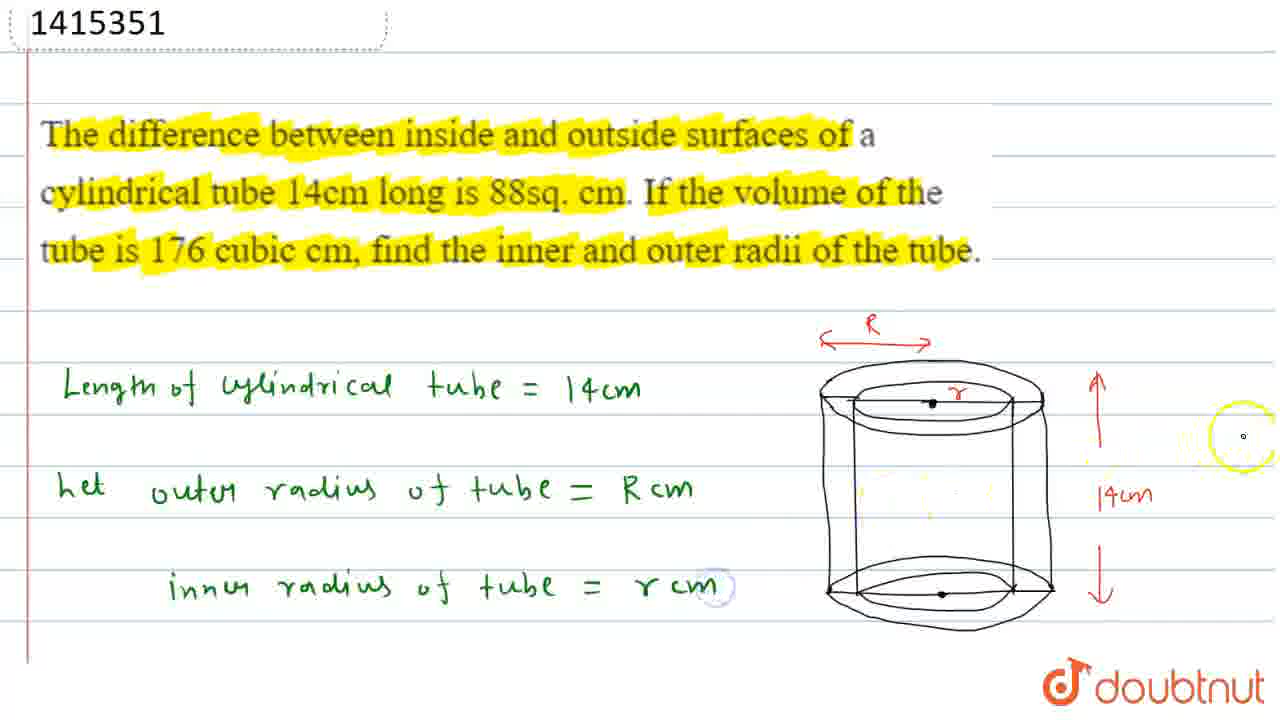 1415351
The difference between inside and outside surfaces of a
cylindrical tube 14cm long is 88sq. cm. If the volume of the
tube is 176 cubic cm, find the inner and outer radii of the tube.
R
r
Length of cylindrical tube = 14cm
14cm
Let outer radius of tube = R cm
inner radius of tube = r cm
doubtnut